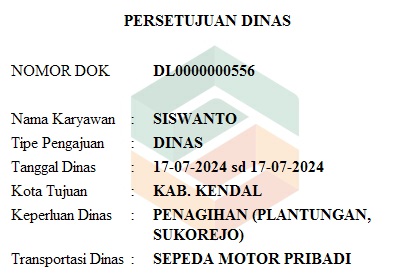 PERSETUJUAN DINAS
NOMOR DOK DL0000000556
Nama Karyawan : SISWANTO
Tipe Pengajuan : DINAS
Tanggal Dinas : 17-07-2024 sd 17-07-2024
Kota Tujuan : KAB. KENDAL
Keperluan Dinas : PENAGIHAN (PLANTUNGAN,
SUKOREJO)
Transportasi Dinas : SEPEDA MOTOR PRIBADI